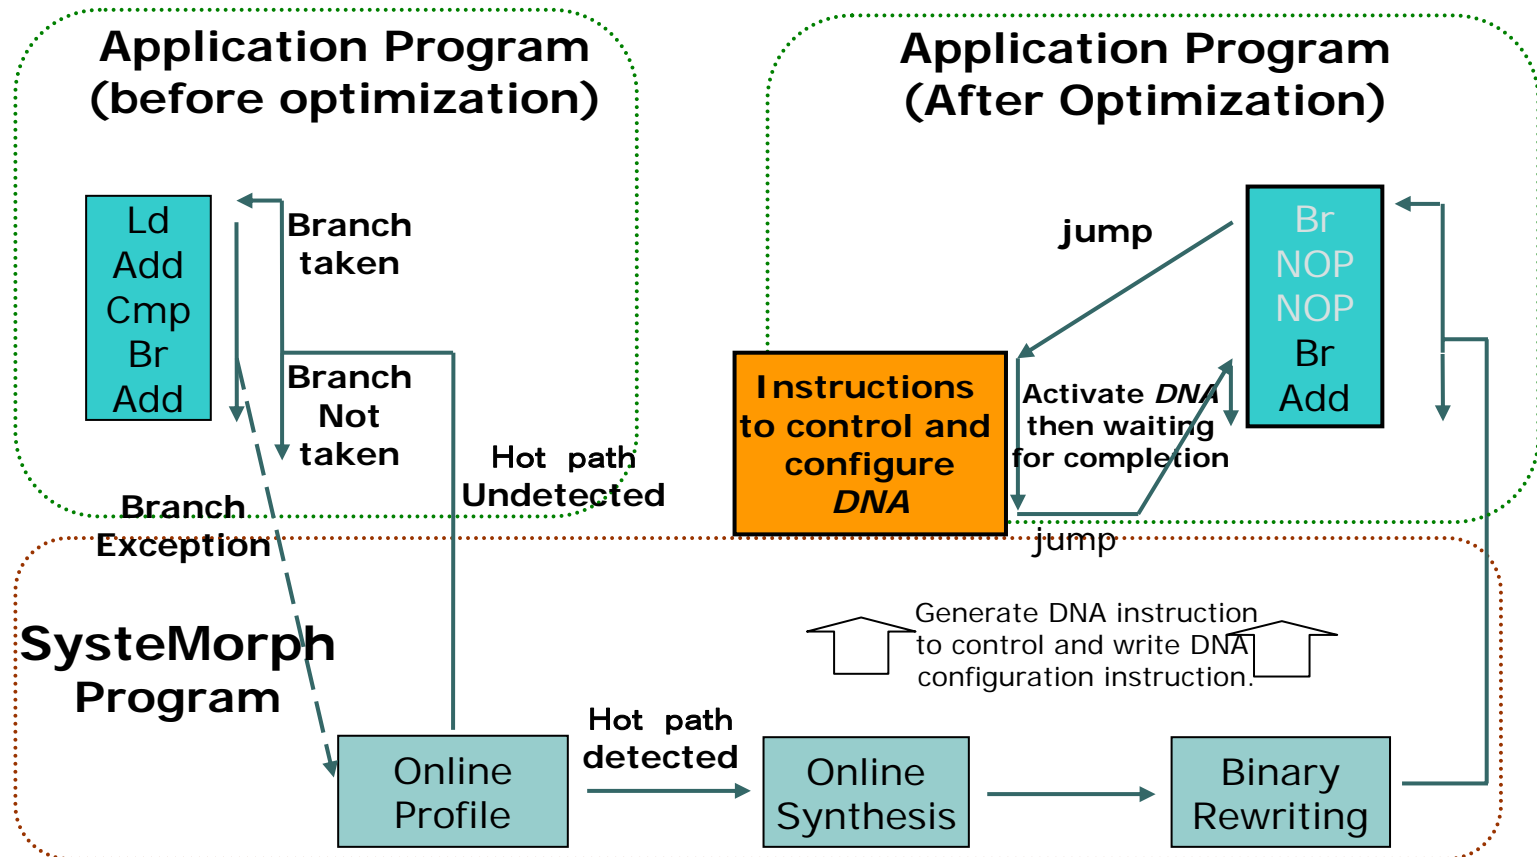 Application Program
(before optimization)
Ld
Add
Cmp
Br
Add
Branch
taken
Branch
Not
taken
Hot path
Undetected
Branch
Exception
Application Program
(After Optimization)
jump
Br
NOP
NOP
Br
Add
Instructions
to control and
configure
DNA
Activate DNA
then waiting
for completion
jump
SysteMorph
Program
Generate DNA instruction
to control and write DNA
configuration instruction.
Online
Profile
Hot path
detected
Online
Synthesis
Binary
Rewriting